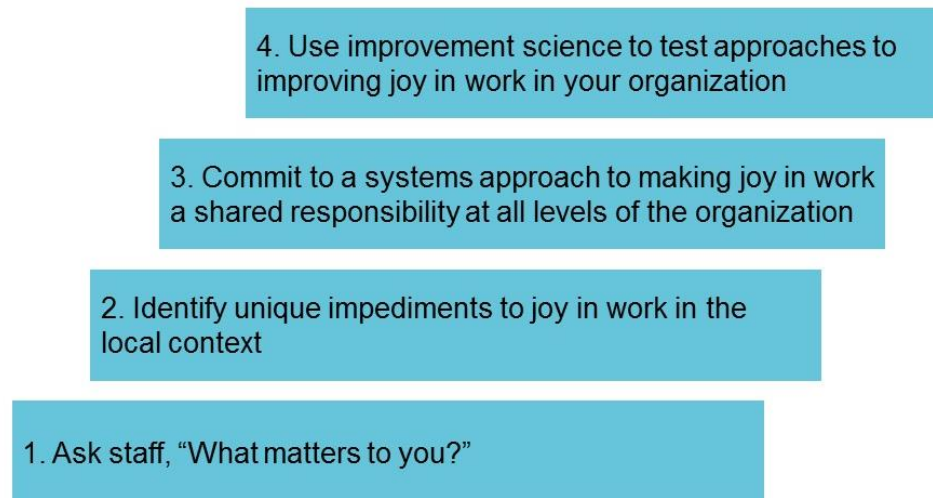 4. Use improvement science to test approaches to
improving joy in work in your organization
3. Commit to a systems approach to making joy in work
a shared responsibility at all levels of the organization
2. Identify unique impediments to joy in work in the
local context
1. Ask staff, “What matters to you?”